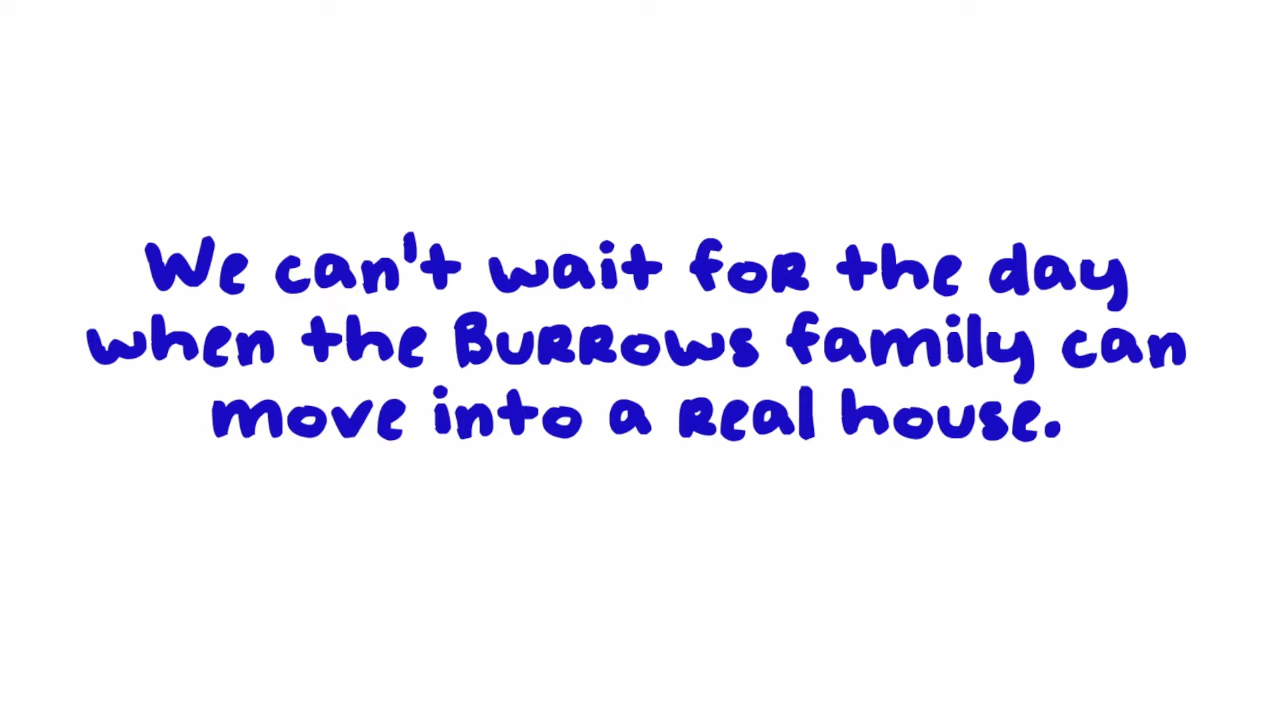 We can't wait for the day
when the Burrows family can
move into a real house.